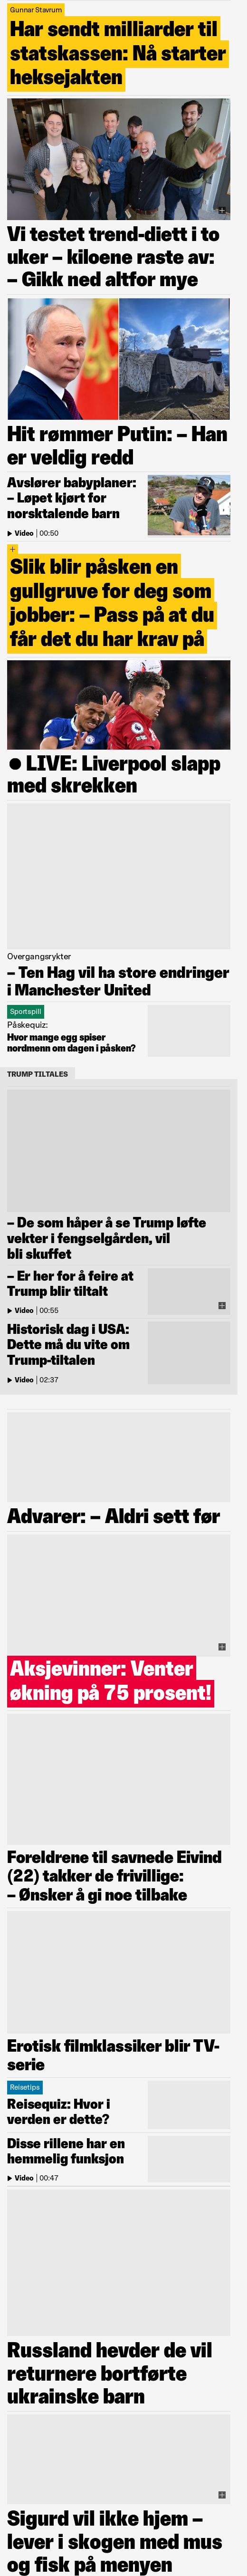 Gunnar Stavrum
Har sendt milliarder til
statskassen: Nå starter
heksejakten
Vi testet trend-diett i to
uker – kiloene raste av:
– Gikk ned altfor mye
Hit rømmer Putin: – Han
er veldig redd
Avslører babyplaner:
– Løpet kjørt for
norsktalende barn
Video | 00:50
+
Slik blir påsken en
gullgruve for deg som
jobber: – Pass på at du
får det du har krav på
● LIVE: Liverpool slapp
med skrekken
Overgangsrykter
– Ten Hag vil ha store endringer
i Manchester United
Sportspill
Påskequiz:
Hvor mange egg spiser
nordmenn om dagen i påsken?
TRUMP TILTALES
– De som håper å se Trump løfte
vekter i fengselgården, vil
bli skuffet
– Er her for å feire at
Trump blir tiltalt
Video | 00:55
Historisk dag i USA:
Dette må du vite om
Trump-tiltalen
Video | 02:37
Advarer: – Aldri sett før
Aksjevinner: Venter
økning på 75 prosent!
Foreldrene til savnede Eivind
(22) takker de frivillige:
– Ønsker å gi noe tilbake
Erotisk filmklassiker blir TV-
serie
Reisetips
Reisequiz: Hvor i
verden er dette?
Disse rillene har en
hemmelig funksjon
Video | 00:47
Russland hevder de vil
returnere bortførte
ukrainske barn
Sigurd vil ikke hjem –
lever i skogen med mus
og fisk på menyen